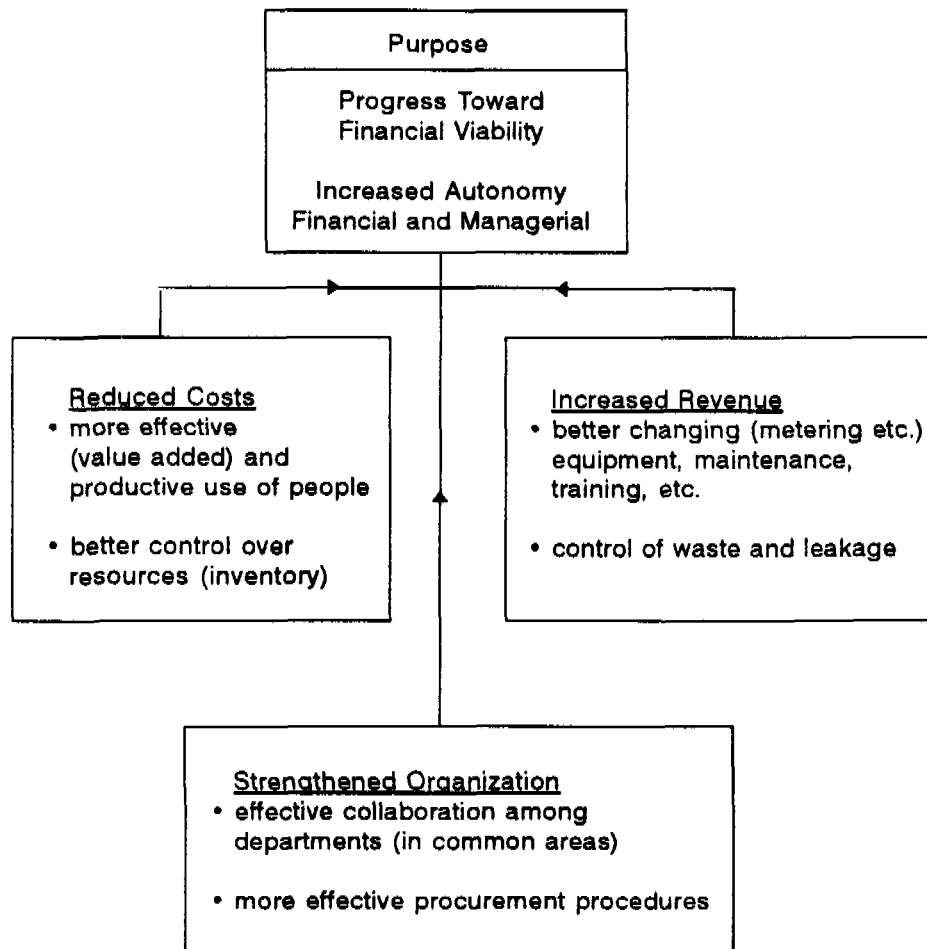 Purpose
Progress Toward
Financial Viability
Increased Autonomy
Financial and Managerial
Reduced Costs
• more effective
(value added) and
productive use of people
• better control over
resources (inventory)
Increased Revenue
• better changing (metering etc.)
equipment, maintenance,
training, etc.
• control of waste and leakage
Strengthened Organization
• effective collaboration among
departments (in common areas)
• more effective procurement procedures